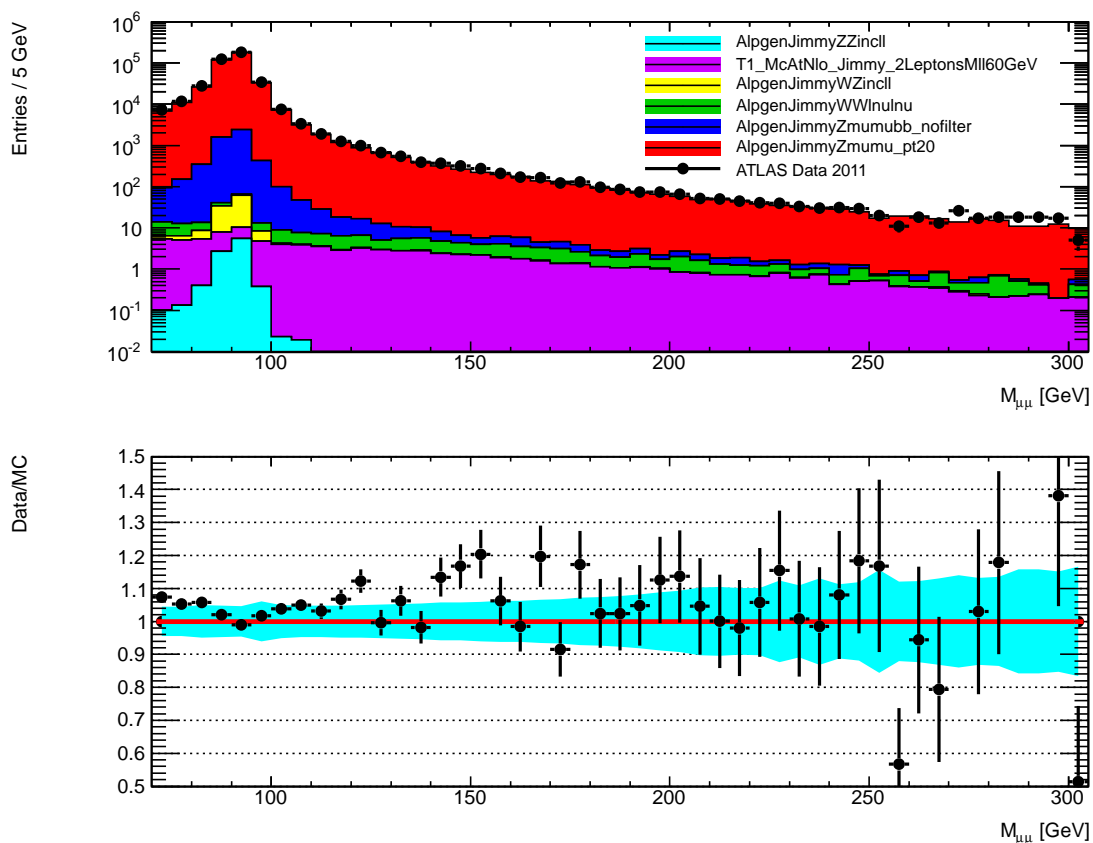 Entries / 5 GeV
10^6
10^5
10^4
10^3
10^2
10
1
10^-1
10^-2
AlpgenJimmyZZincll
T1_McAtNlo_Jimmy_2LeptonsMll60GeV
AlpgenJimmyWZincll
AlpgenJimmyWWlnulnu
AlpgenJimmyZmumubb_nofilter
AlpgenJimmyZmumu_pt20
ATLAS Data 2011
100 150 200 250 300
M_μμ [GeV]
Data/MC
1.5
1.4
1.3
1.2
1.1
1
0.9
0.8
0.7
0.6
0.5
100 150 200 250 300
M_μμ [GeV]